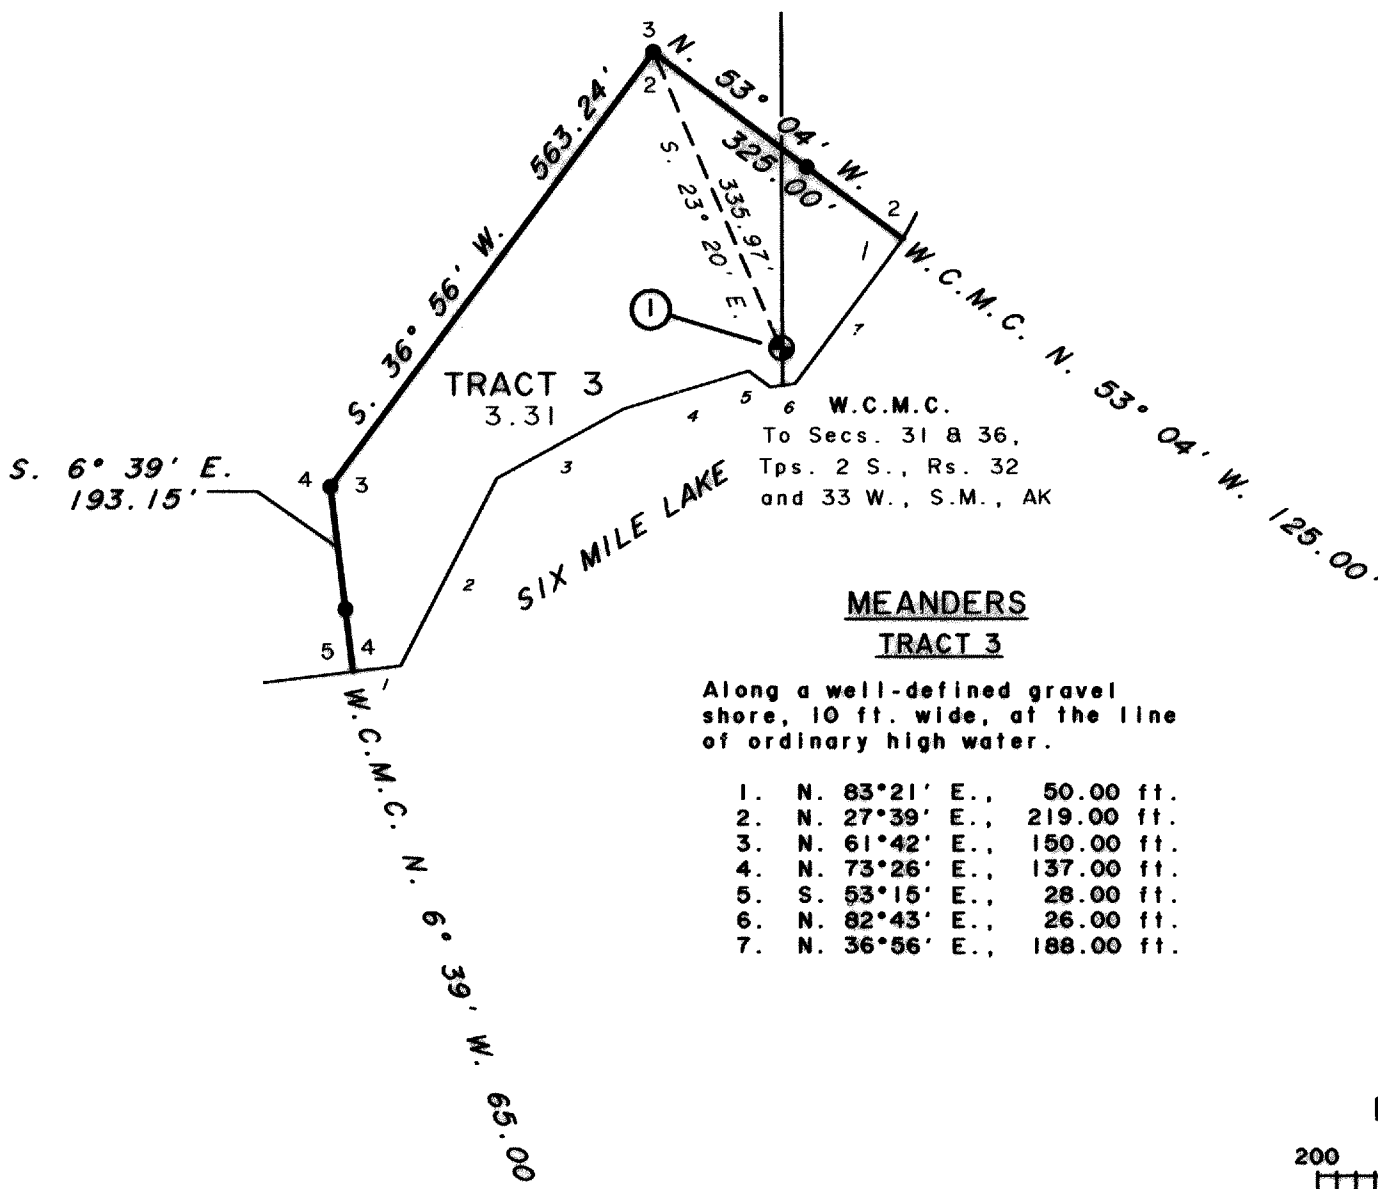 3
2
N. 53° 04' W.
325.00'
2
1
563.24'
S. 36° 56' W.
335.97'
S. 23° 20' E.
1
7
W.C.M.C. N. 53° 04' W. 125.00'
TRACT 3
3.31
5
4
6
3
2
W.C.M.C.
To Secs. 31 & 36,
Tps. 2 S., Rs. 32
and 33 W., S.M., AK
S. 6° 39' E.
193.15'
4 3
SIX MILE LAKE
5 4
1
W.C.M.C. N. 6° 39' W. 65.00
MEANDERS
TRACT 3
Along a well-defined gravel
shore, 10 ft. wide, at the line
of ordinary high water.
1. N. 83°21' E., 50.00 ft.
2. N. 27°39' E., 219.00 ft.
3. N. 61°42' E., 150.00 ft.
4. N. 73°26' E., 137.00 ft.
5. S. 53°15' E., 28.00 ft.
6. N. 82°43' E., 26.00 ft.
7. N. 36°56' E., 188.00 ft.
200